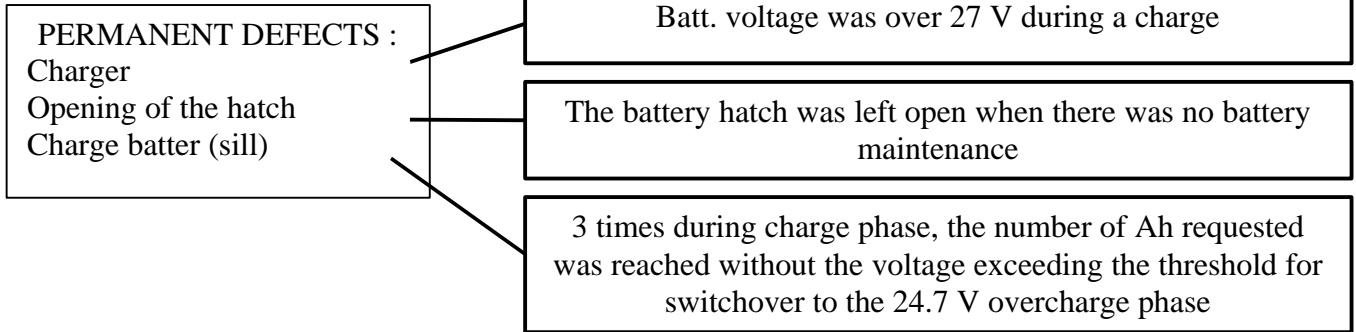 PERMANENT DEFECTS :
Charger
Opening of the hatch
Charge batter (sill)
Batt. voltage was over 27 V during a charge
The battery hatch was left open when there was no battery
maintenance
3 times during charge phase, the number of Ah requested
was reached without the voltage exceeding the threshold for
switchover to the 24.7 V overcharge phase